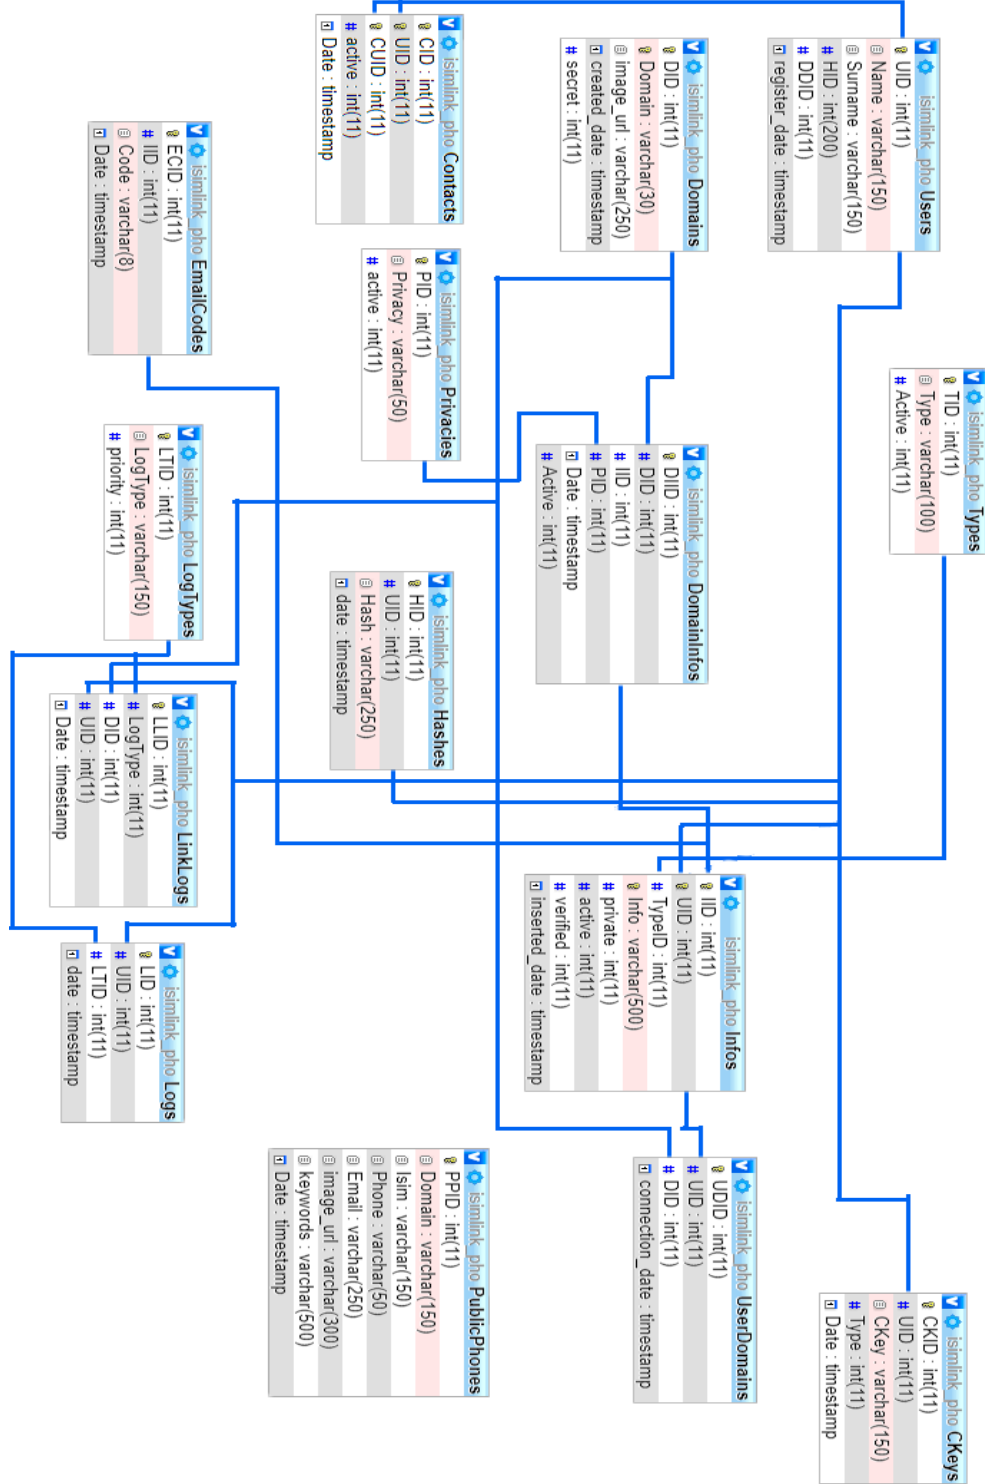 isimlink_pho Users
UID : int(11)
Name : varchar(150)
Surname : varchar(150)
HID : int(200)
DDID : int(11)
register_date : timestamp
isimlink_pho Domains
DID : int(11)
Domain : varchar(30)
image_url : varchar(250)
created_date : timestamp
secret : int(11)
isimlink_pho Contacts
CID : int(11)
UID : int(11)
CUID : int(11)
active : int(11)
Date : timestamp
isimlink_pho EmailCodes
ECID : int(11)
IID : int(11)
Code : varchar(8)
Date : timestamp
isimlink_pho Privacies
PID : int(11)
Privacy : varchar(50)
active : int(11)
isimlink_pho Types
TID : int(11)
Type : varchar(100)
Active : int(11)
isimlink_pho DomainInfos
DIID : int(11)
DID : int(11)
IID : int(11)
PID : int(11)
Date : timestamp
Active : int(11)
isimlink_pho LogTypes
LTID : int(11)
LogType : varchar(150)
priority : int(11)
isimlink_pho Hashes
HID : int(11)
UID : int(11)
Hash : varchar(250)
date : timestamp
isimlink_pho LinkLogs
LLID : int(11)
LogType : int(11)
DID : int(11)
UID : int(11)
Date : timestamp
isimlink_pho Infos
IID : int(11)
UID : int(11)
TypeID : int(11)
Info : varchar(500)
private : int(11)
active : int(11)
verified : int(11)
inserted_date : timestamp
isimlink_pho Logs
LID : int(11)
UID : int(11)
LTID : int(11)
date : timestamp
isimlink_pho UserDomains
UDID : int(11)
UID : int(11)
DID : int(11)
connection_date : timestamp
isimlink_pho PublicPhones
PPID : int(11)
Domain : varchar(150)
Isim : varchar(150)
Phone : varchar(50)
Email : varchar(250)
image_url : varchar(300)
keywords : varchar(500)
Date : timestamp
isimlink_pho CKeys
CKID : int(11)
UID : int(11)
CKey : varchar(150)
Type : int(11)
Date : timestamp